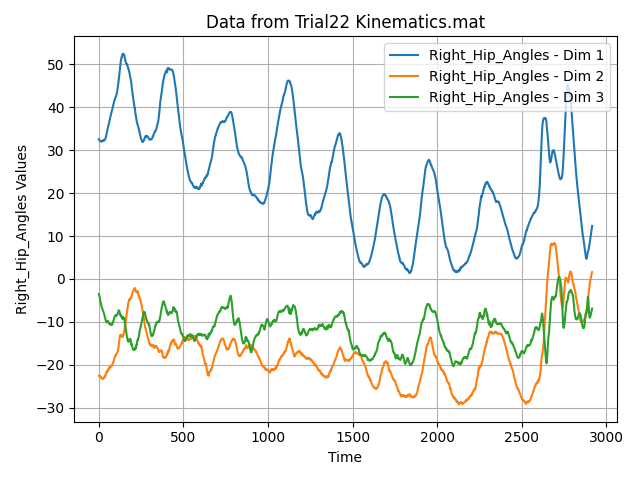 Data from Trial22 Kinematics.mat
Right_Hip_Angles - Dim 1
Right_Hip_Angles - Dim 2
Right_Hip_Angles - Dim 3
Right_Hip_Angles Values
50
40
30
20
10
0
−10
−20
−30
0
500
1000
1500
2000
2500
3000
Time